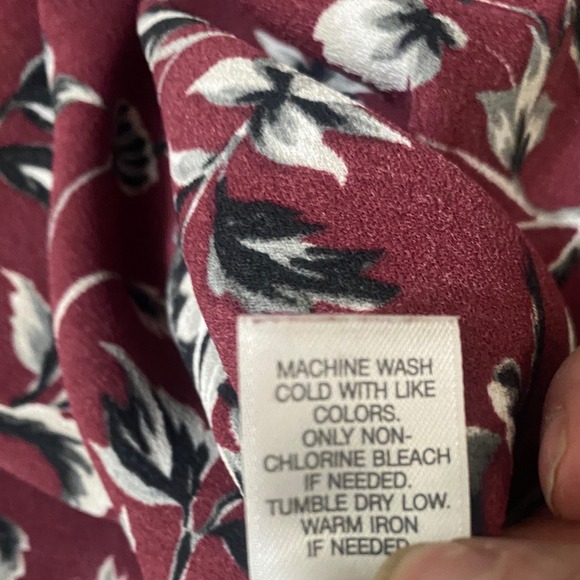 MACHINE WASH
COLD WITH LIKE
COLORS.
ONLY NON-
CHLORINE BLEACH
IF NEEDED.
TUMBLE DRY LOW.
WARM IRON
IF NEEDED.